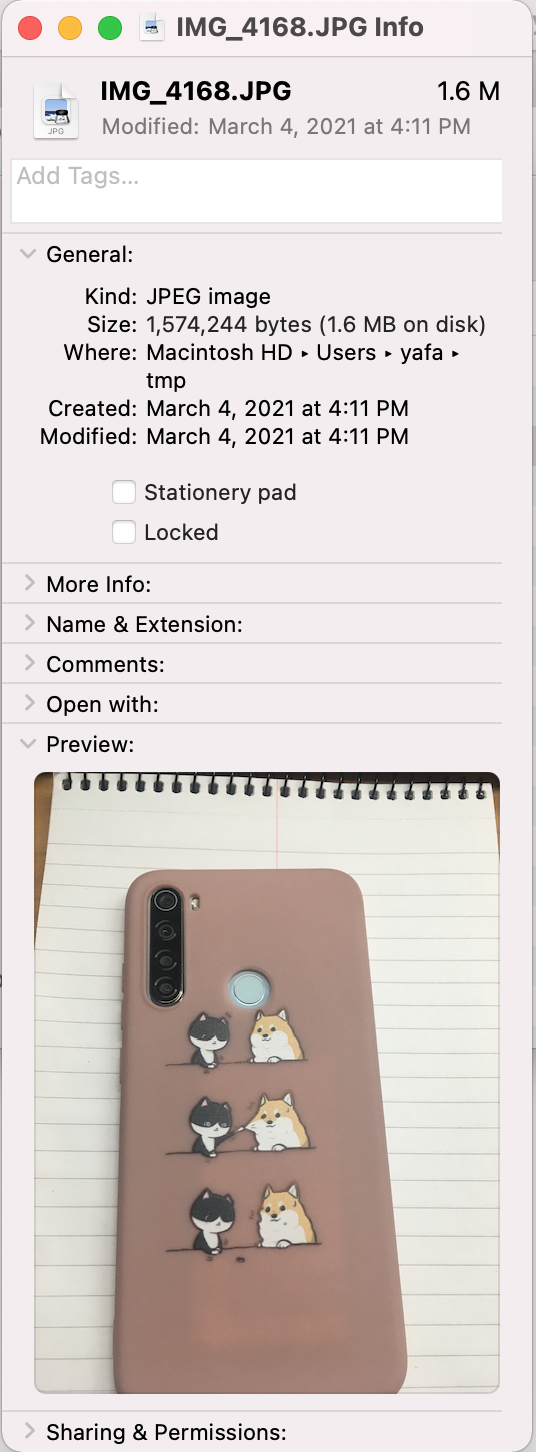 IMG_4168.JPG Info
IMG_4168.JPG 1.6 M
JPG
Modified: March 4, 2021 at 4:11 PM
Add Tags...
General:
Kind: JPEG image
Size: 1,574,244 bytes (1.6 MB on disk)
Where: Macintosh HD ▸ Users ▸ yafa ▸
tmp
Created: March 4, 2021 at 4:11 PM
Modified: March 4, 2021 at 4:11 PM
Stationery pad
Locked
More Info:
Name & Extension:
Comments:
Open with:
Preview:
Sharing & Permissions: